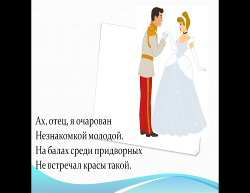 Ах, отец, я очарован
Незнакомкой молодой.
На балах среди придворных
Не встречал красы такой.